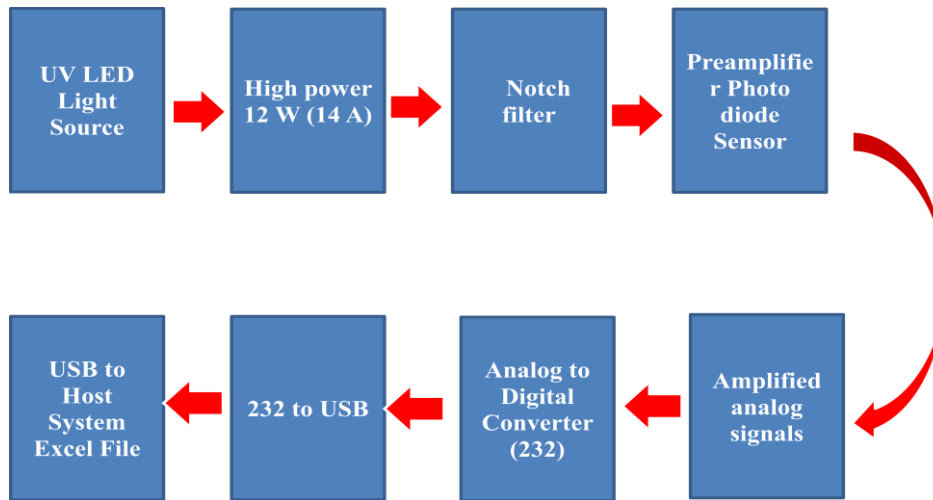 UV LED
Light
Source
High power
12 W (14 A)
Notch
filter
Preamplifie
r Photo
diode
Sensor
USB to
Host
System
Excel File
232 to USB
Analog to
Digital
Converter
(232)
Amplified
analog
signals